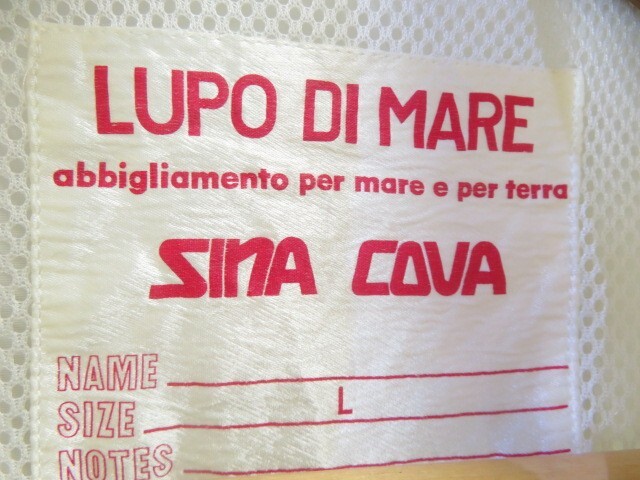 LUPO DI MARE
abbigliamento per mare e per terra
SINA COVA
NAME
SIZE L
NOTES